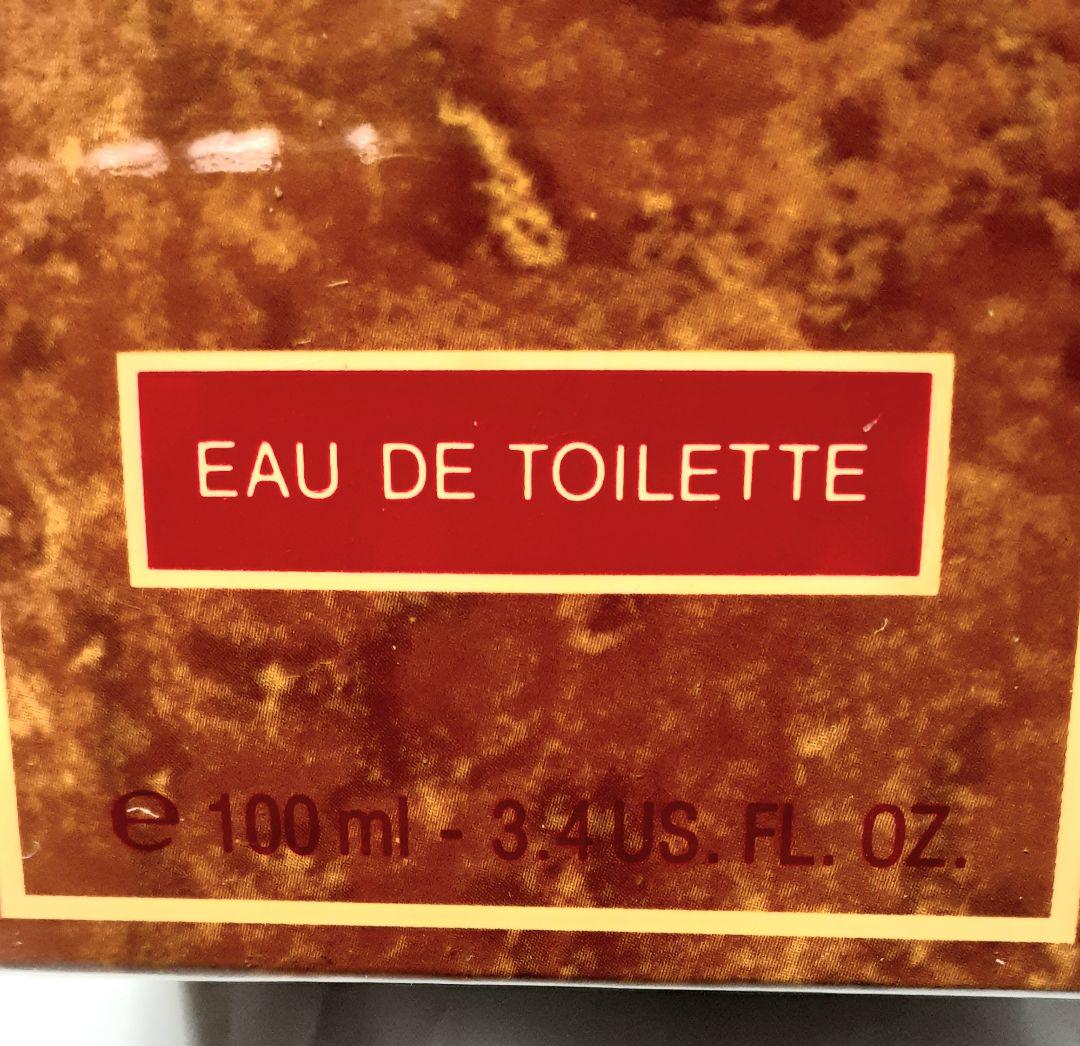 EAU DE TOILETTE
℮ 100 ml - 3.4 US. FL. OZ.